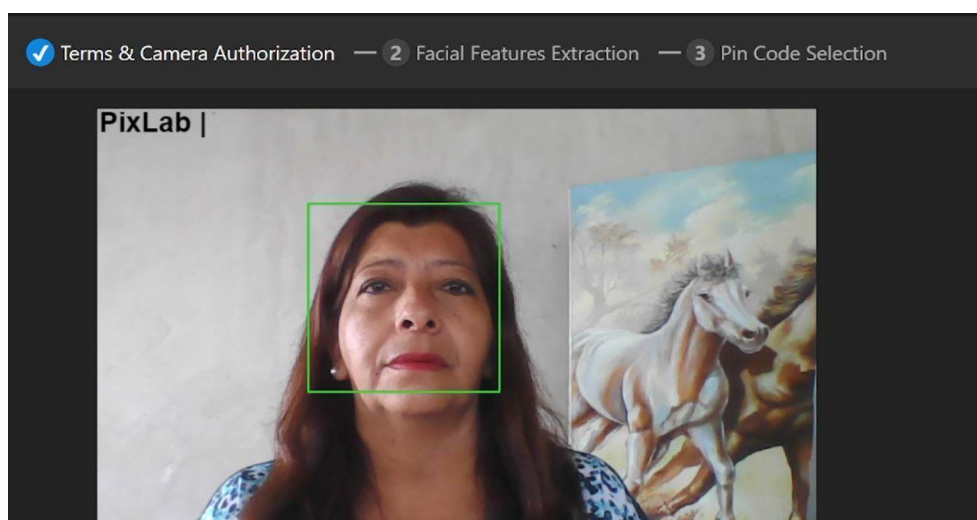 Terms & Camera Authorization — 2 Facial Features Extraction — 3 Pin Code Selection
PixLab |